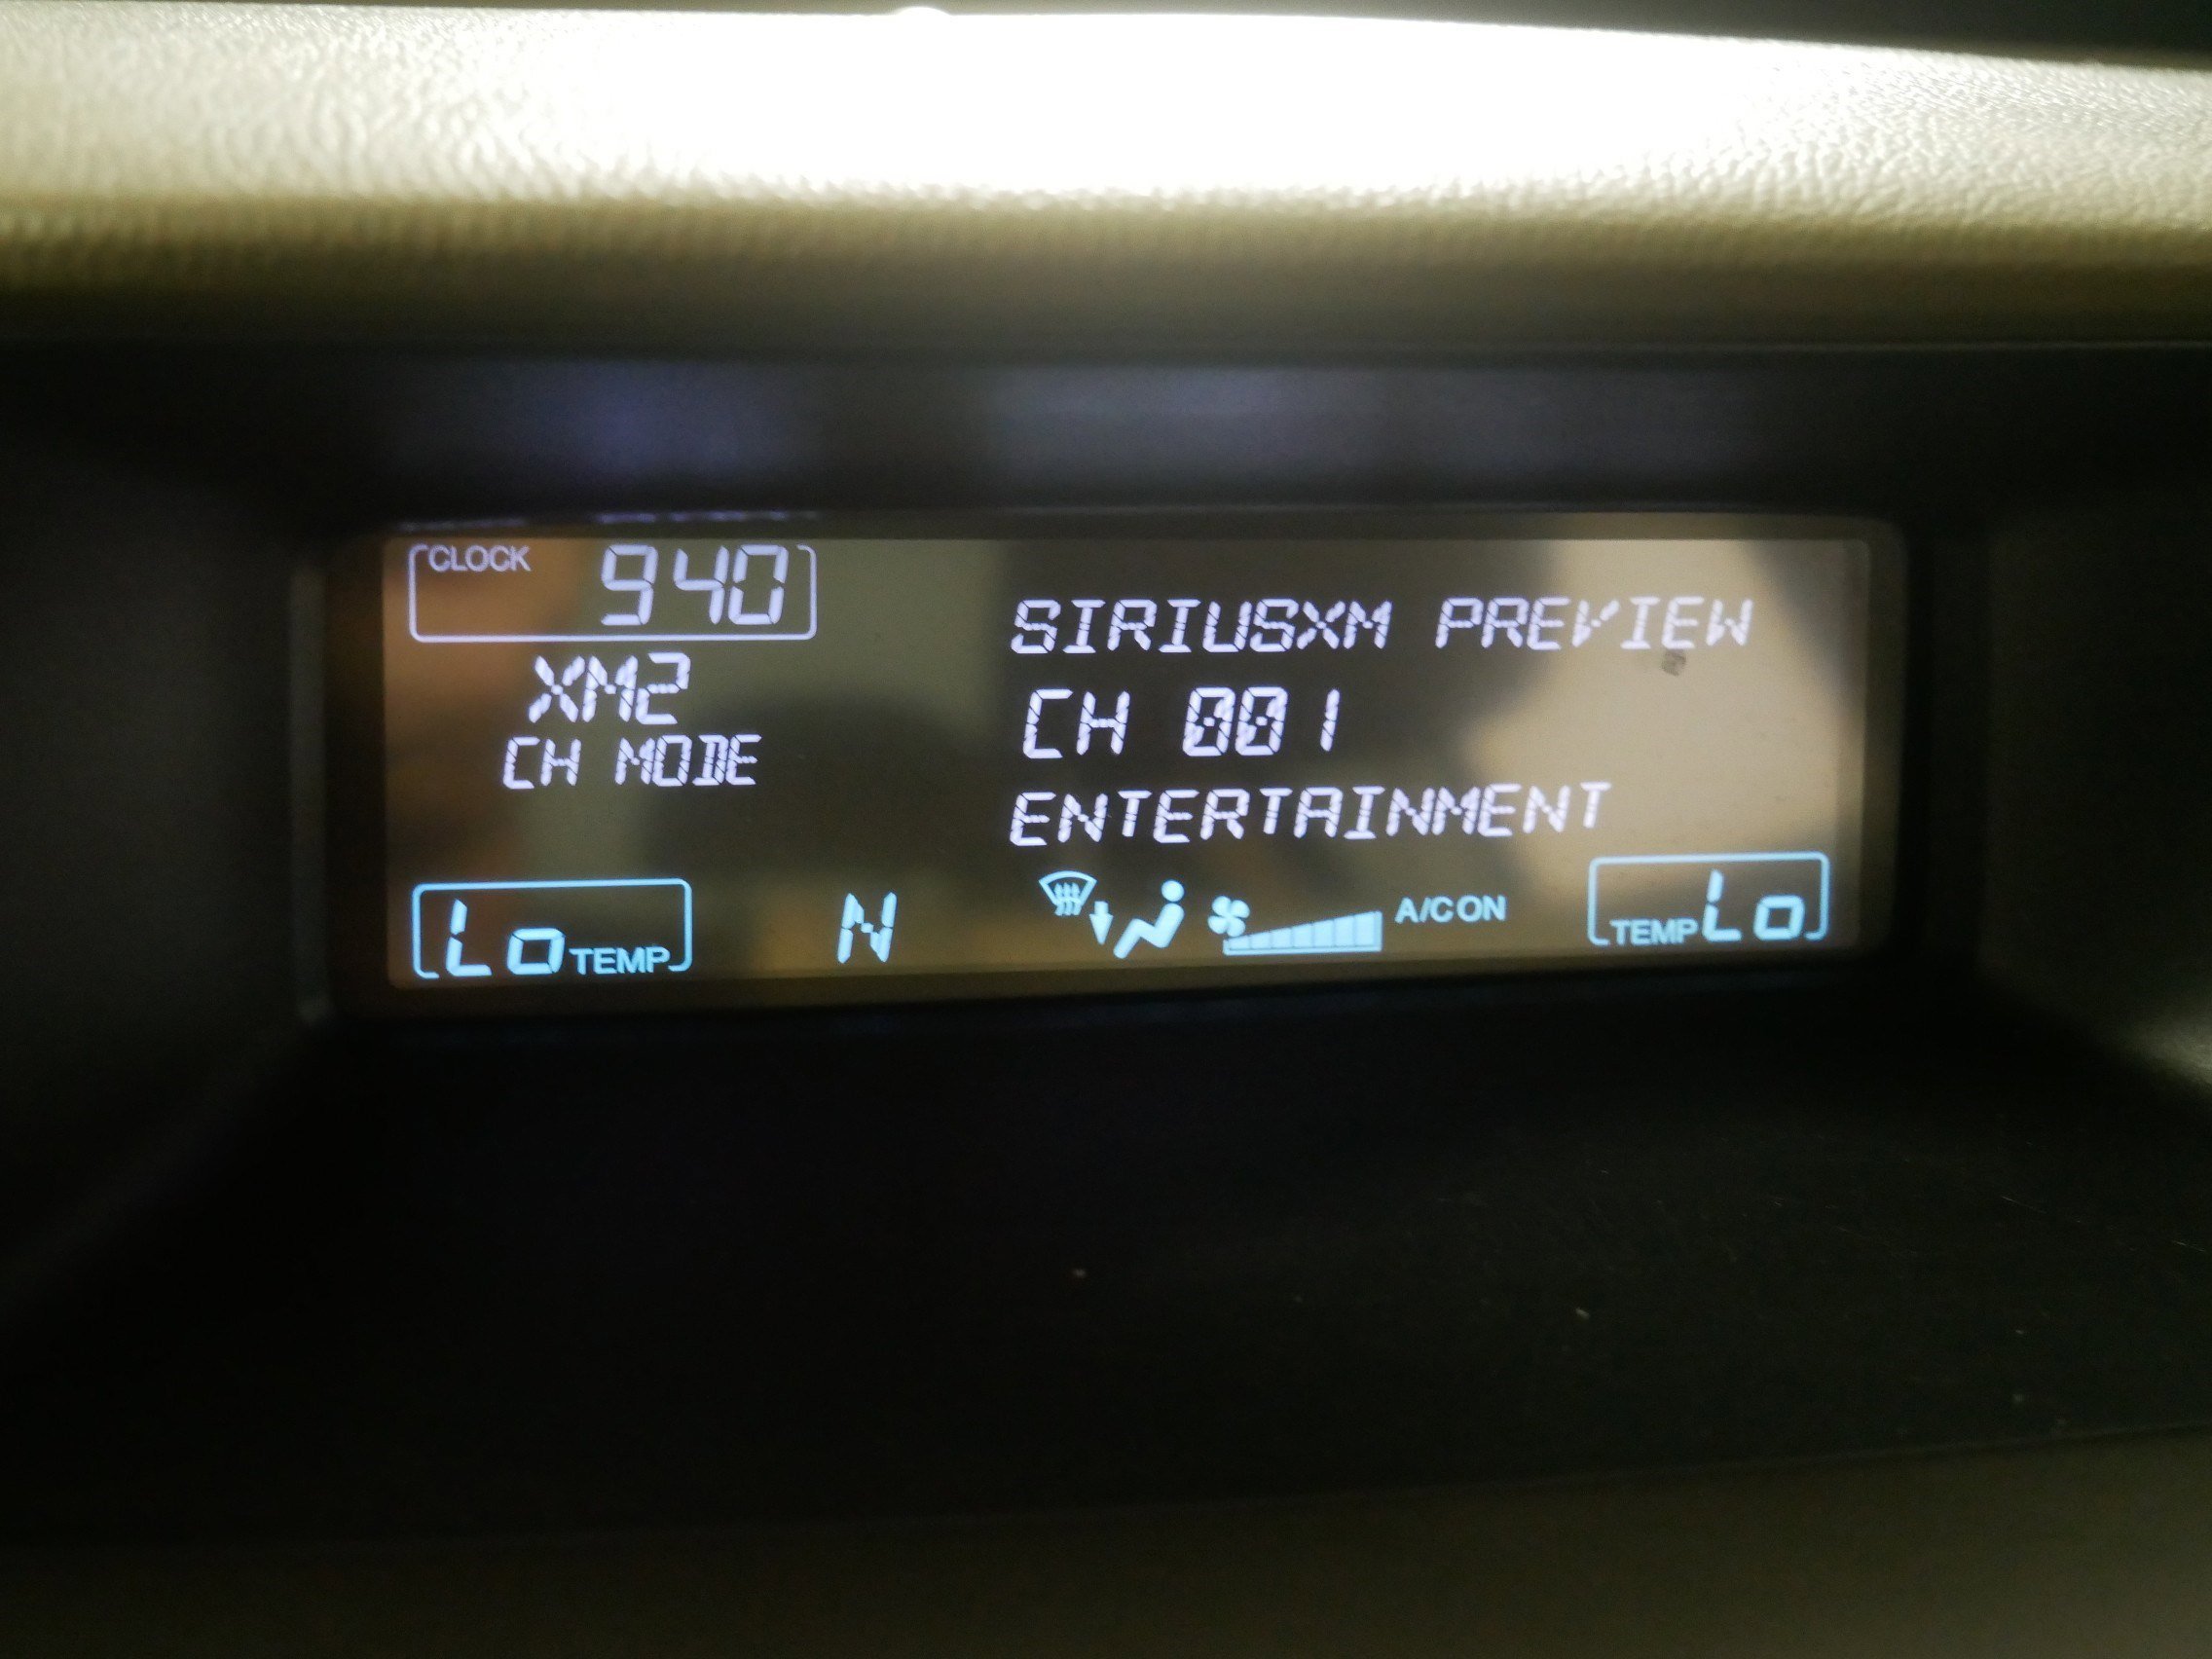 CLOCK 940
XM2
CH MODE
SIRIUSXM PREVIEW
CH 001
ENTERTAINMENT
Lo TEMP
N
A/C ON
TEMP Lo